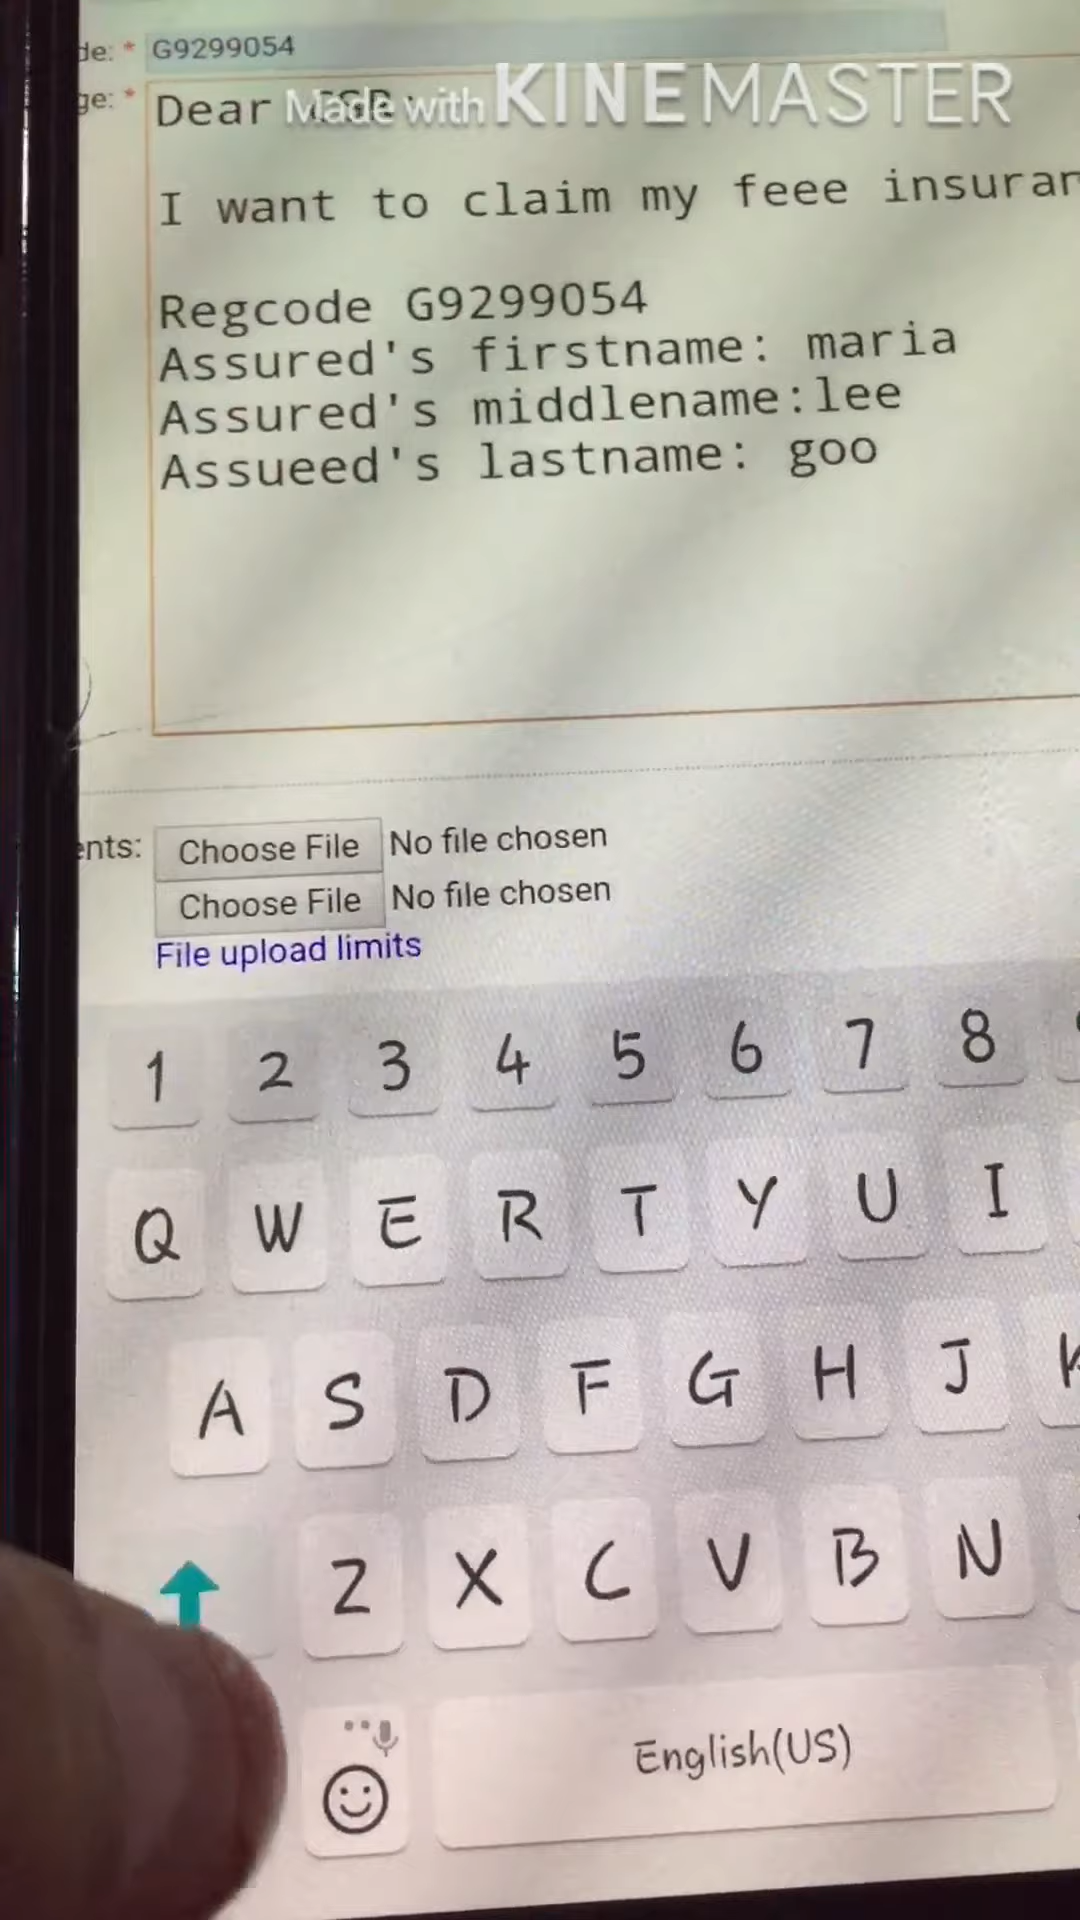 de: * G9299054
ge: * Dear CSR,
Made with KINEMASTER
I want to claim my feee insuran
Regcode G9299054
Assured's firstname: maria
Assured's middlename:lee
Assueed's lastname: goo
ents: Choose File No file chosen
Choose File No file chosen
File upload limits
1 2 3 4 5 6 7 8
Q W E R T Y U I
A S D F G H J K
Z X C V B N
English(US)